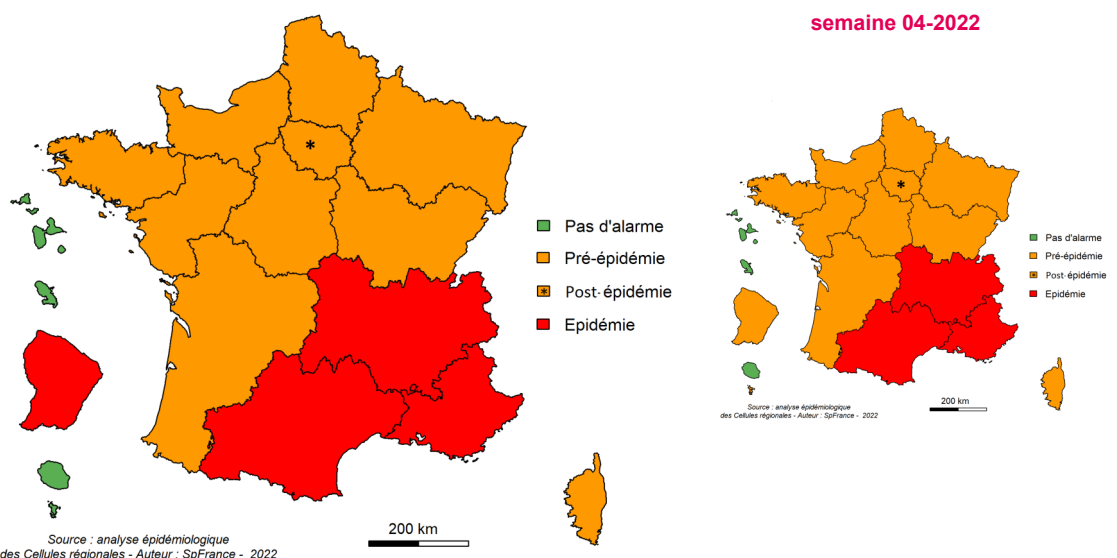 semaine 04-2022
*
Pas d'alarme
Pré-épidémie
* Post-épidémie
Epidémie
200 km
Source : analyse épidémiologique
des Cellules régionales - Auteur : SpFrance - 2022
*
Pas d'alarme
Pré-épidémie
* Post-épidémie
Epidémie
200 km
Source : analyse épidémiologique
des Cellules régionales - Auteur : SpFrance - 2022